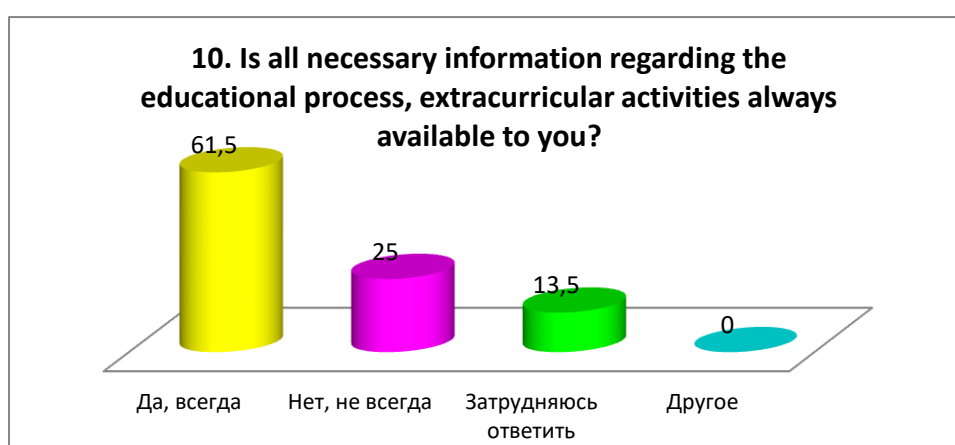 10. Is all necessary information regarding the
educational process, extracurricular activities always
available to you?
61,5
25
13,5
0
Да, всегда
Нет, не всегда
Затрудняюсь
ответить
Другое